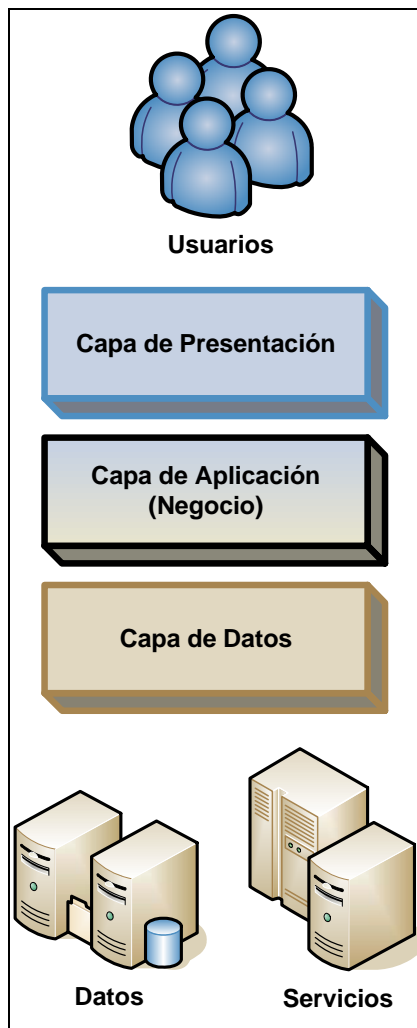 Usuarios
Capa de Presentación
Capa de Aplicación
(Negocio)
Capa de Datos
Datos
Servicios